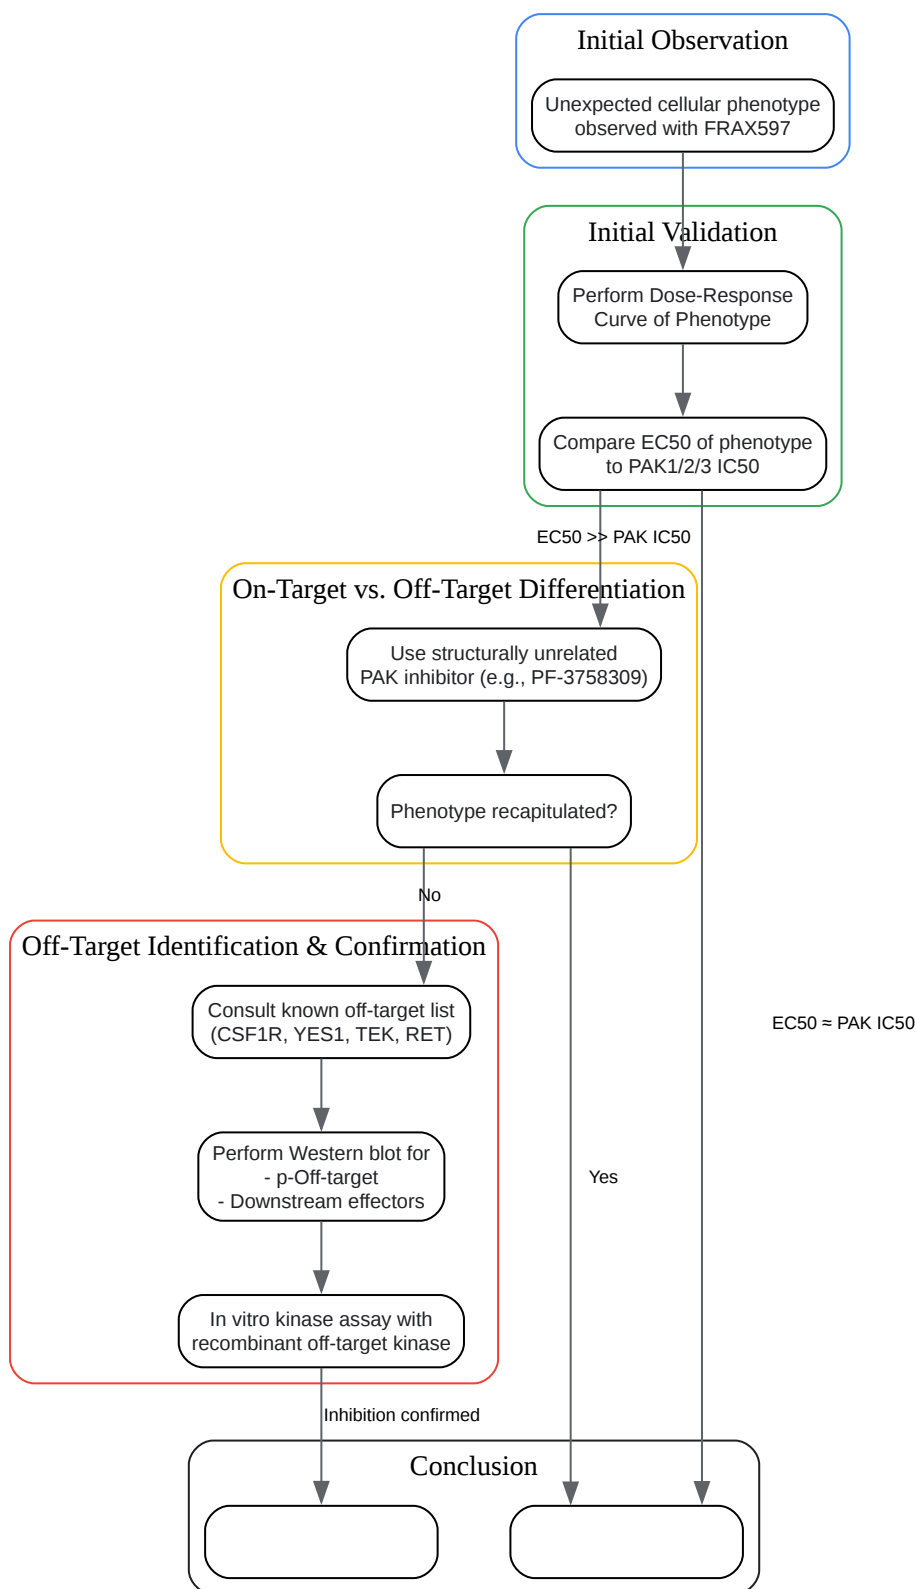 Initial Observation
Unexpected cellular phenotype
observed with FRAX597
Initial Validation
Perform Dose-Response
Curve of Phenotype
Compare EC50 of phenotype
to PAK1/2/3 IC50
EC50 >> PAK IC50
On-Target vs. Off-Target Differentiation
Use structurally unrelated
PAK inhibitor (e.g., PF-3758309)
Phenotype recapitulated?
No
Off-Target Identification & Confirmation
Consult known off-target list
(CSF1R, YES1, TEK, RET)
EC50 ≈ PAK IC50
Perform Western blot for
- p-Off-target
- Downstream effectors
Yes
In vitro kinase assay with
recombinant off-target kinase
Inhibition confirmed
Conclusion